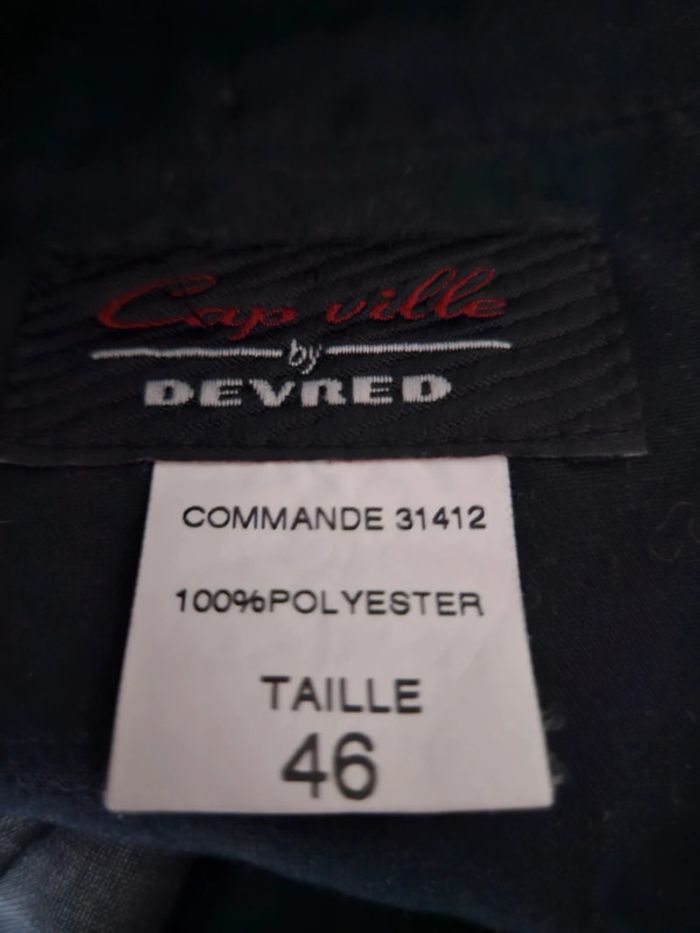 Cap ville
by
DEVRED
COMMANDE 31412
100%POLYESTER
TAILLE
46